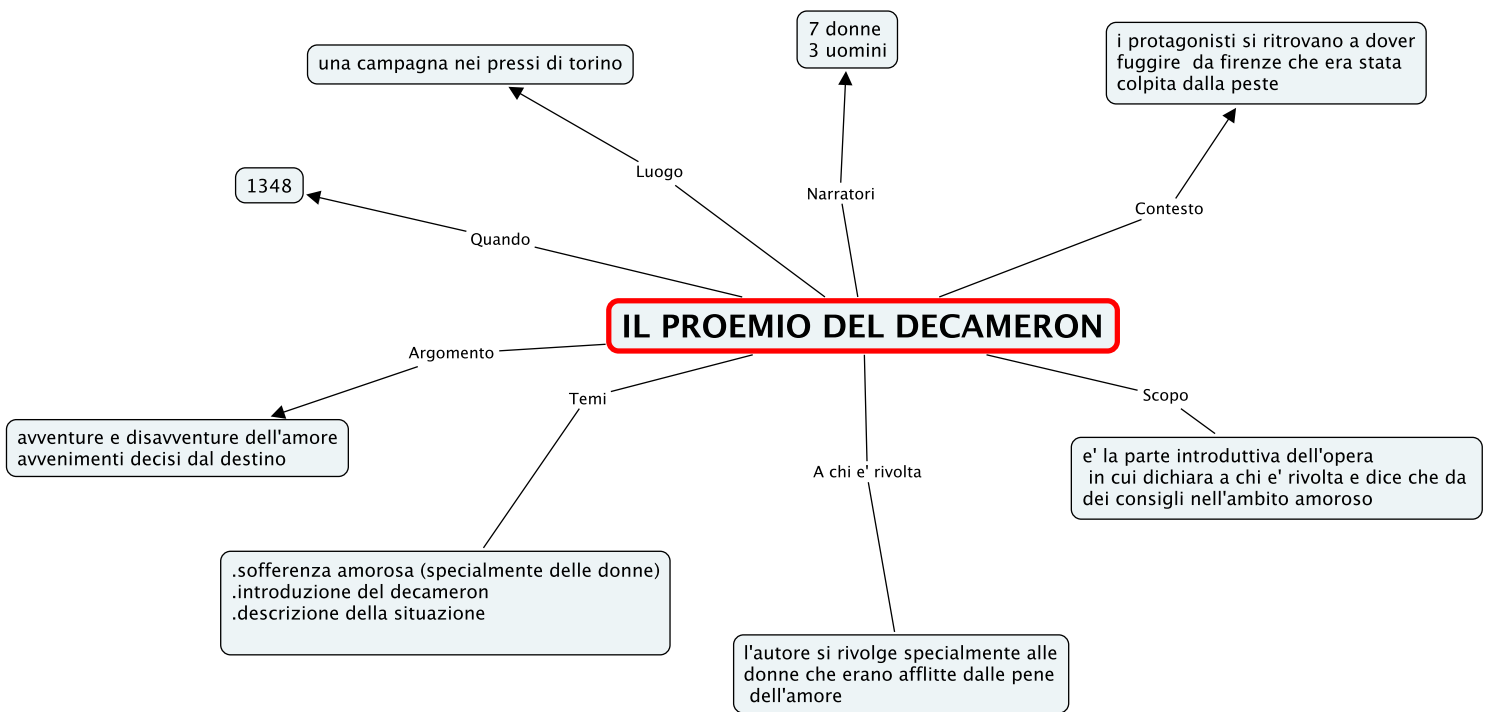 7 donne
3 uomini
i protagonisti si ritrovano a dover
fuggire  da firenze che era stata
colpita dalla peste
una campagna nei pressi di torino
Luogo
1348
Narratori
Contesto
Quando
IL PROEMIO DEL DECAMERON
Argomento
Temi
Scopo
avventure e disavventure dell'amore
avvenimenti decisi dal destino
e' la parte introduttiva dell'opera
in cui dichiara a chi e' rivolta e dice che da
dei consigli nell'ambito amoroso
A chi e' rivolta
.sofferenza amorosa (specialmente delle donne)
.introduzione del decameron
.descrizione della situazione
l'autore si rivolge specialmente alle
donne che erano afflitte dalle pene
dell'amore